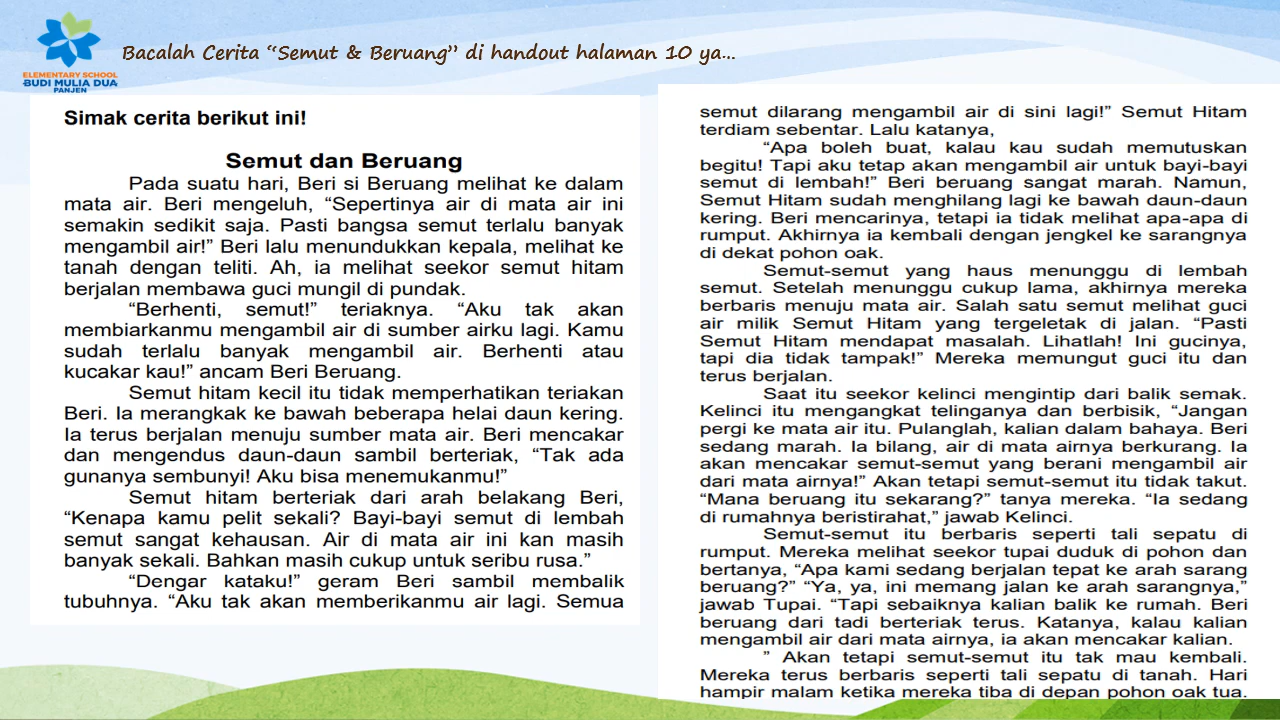 Bacalah Cerita “Semut & Beruang” di handout halaman 10 ya...
ELEMENTARY SCHOOL
BUDI MULIA DUA
PANJEN
Simak cerita berikut ini!
Semut dan Beruang
Pada suatu hari, Beri si Beruang melihat ke dalam
mata air. Beri mengeluh, “Sepertinya air di mata air ini
semakin sedikit saja. Pasti bangsa semut terlalu banyak
mengambil air!” Beri lalu menundukkan kepala, melihat ke
tanah dengan teliti. Ah, ia melihat seekor semut hitam
berjalan membawa guci mungil di pundak.
“Berhenti, semut!” teriaknya. “Aku tak akan
membiarkanmu mengambil air di sumber airku lagi. Kamu
sudah terlalu banyak mengambil air. Berhenti atau
kucakar kau!” ancam Beri Beruang.
Semut hitam kecil itu tidak memperhatikan teriakan
Beri. Ia merangkak ke bawah beberapa helai daun kering.
Ia terus berjalan menuju sumber mata air. Beri mencakar
dan mengendus daun-daun sambil berteriak, “Tak ada
gunanya sembunyi! Aku bisa menemukanmu!”
Semut hitam berteriak dari arah belakang Beri,
“Kenapa kamu pelit sekali? Bayi-bayi semut di lembah
semut sangat kehausan. Air di mata air ini kan masih
banyak sekali. Bahkan masih cukup untuk seribu rusa.”
“Dengar kataku!” geram Beri sambil membalik
tubuhnya. “Aku tak akan memberikanmu air lagi. Semua
semut dilarang mengambil air di sini lagi!” Semut Hitam
terdiam sebentar. Lalu katanya,
“Apa boleh buat, kalau kau sudah memutuskan
begitu! Tapi aku tetap akan mengambil air untuk bayi-bayi
semut di lembah!” Beri beruang sangat marah. Namun,
Semut Hitam sudah menghilang lagi ke bawah daun-daun
kering. Beri mencarinya, tetapi ia tidak melihat apa-apa di
rumput. Akhirnya ia kembali dengan jengkel ke sarangnya
di dekat pohon oak.
Semut-semut yang haus menunggu di lembah
semut. Setelah menunggu cukup lama, akhirnya mereka
berbaris menuju mata air. Salah satu semut melihat guci
air milik Semut Hitam yang tergeletak di jalan. “Pasti
Semut Hitam mendapat masalah. Lihatlah! Ini gucinya,
tapi dia tidak tampak!” Mereka memungut guci itu dan
terus berjalan.
Saat itu seekor kelinci mengintip dari balik semak.
Kelinci itu mengangkat telinganya dan berbisik, “Jangan
pergi ke mata air itu. Pulanglah, kalian dalam bahaya. Beri
sedang marah. Ia bilang, air di mata airnya berkurang. Ia
akan mencakar semut-semut yang berani mengambil air
dari mata airnya!” Akan tetapi semut-semut itu tidak takut.
“Mana beruang itu sekarang?” tanya mereka. “Ia sedang
di rumahnya beristirahat,” jawab Kelinci.
Semut-semut itu berbaris seperti tali sepatu di
rumput. Mereka melihat seekor tupai duduk di pohon dan
bertanya, “Apa kami sedang berjalan tepat ke arah sarang
beruang?” “Ya, ya, ini memang jalan ke arah sarangnya,”
jawab Tupai. “Tapi sebaiknya kalian balik ke rumah. Beri
beruang dari tadi berteriak terus. Katanya, kalau kalian
mengambil air dari mata airnya, ia akan mencakar kalian.
” Akan tetapi semut-semut itu tak mau kembali.
Mereka terus berbaris seperti tali sepatu di tanah. Hari
hampir malam ketika mereka tiba di depan pohon oak tua.